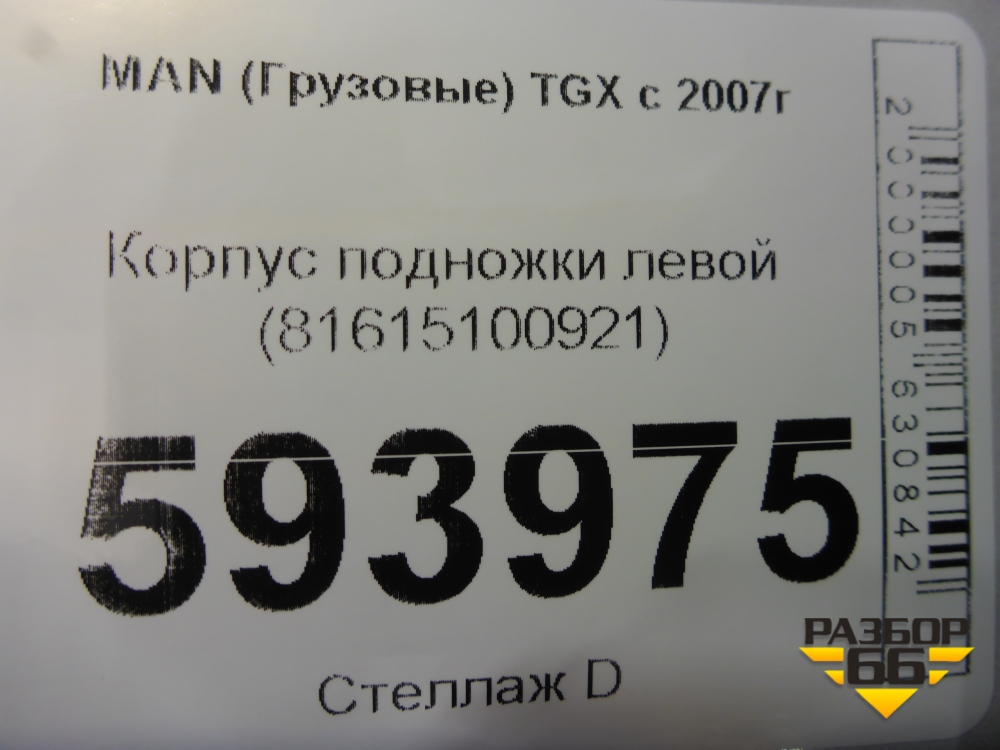 MAN (Грузовые) TGX с 2007г
Корпус подножки левой
(81615100921)
593975
Стеллаж D
2000005630842
РАЗБОР
66